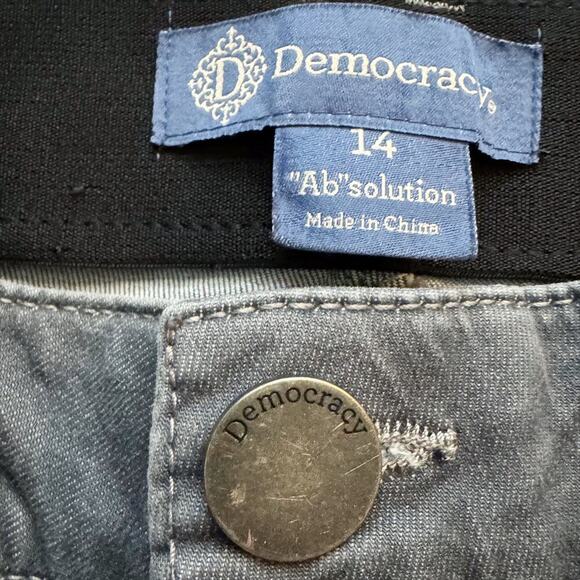 D Democracy®
14
"Ab"solution
Made in China
Democracy